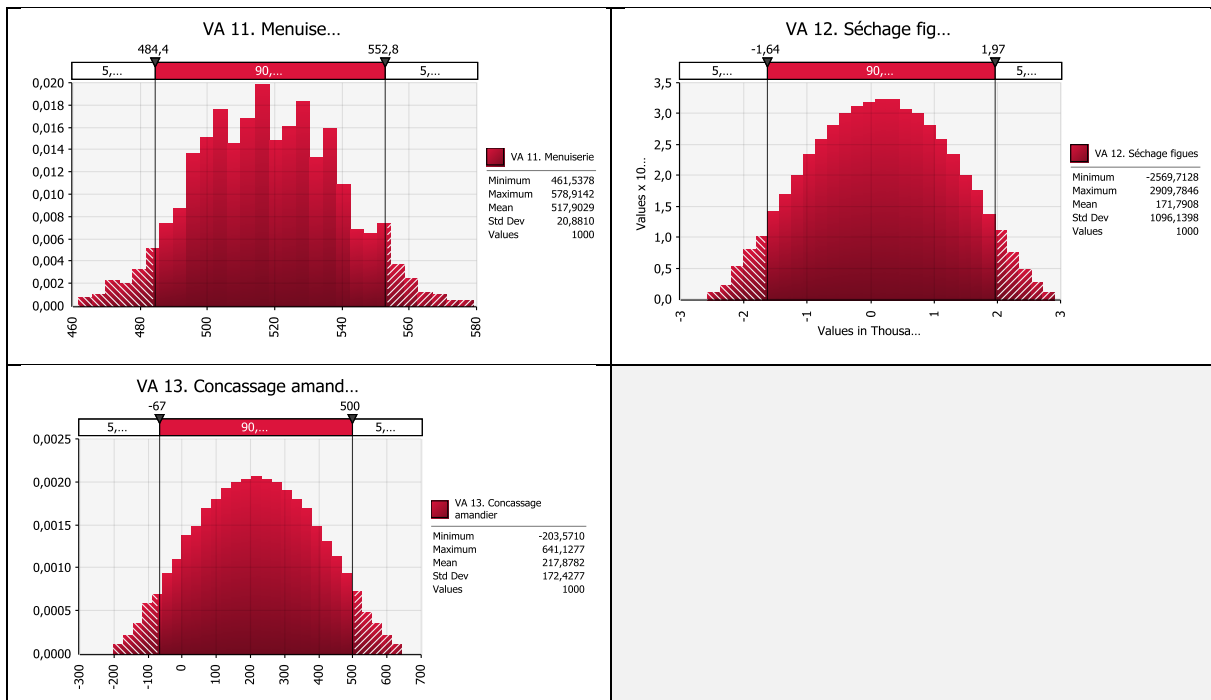 VA 11. Menuise…
484,4 552,8
5,… 90,… 5,…
0,020
0,018
0,016
0,014
0,012
0,010
0,008
0,006
0,004
0,002
0,000
460 480 500 520 540 560 580
VA 11. Menuiserie
Minimum 461,5378
Maximum 578,9142
Mean 517,9029
Std Dev 20,8810
Values 1000
VA 12. Séchage fig…
-1,64 1,97
5,… 90,… 5,…
3,5
3,0
2,5
2,0
1,5
1,0
0,5
0,0
Values x 10…
-3 -2 -1 0 1 2 3
Values in Thousa…
VA 12. Séchage figues
Minimum -2569,7128
Maximum 2909,7846
Mean 171,7908
Std Dev 1096,1398
Values 1000
VA 13. Concassage amand…
-67 500
5,… 90,… 5,…
0,0025
0,0020
0,0015
0,0010
0,0005
0,0000
-300 -200 -100 0 100 200 300 400 500 600 700
VA 13. Concassage
amandier
Minimum -203,5710
Maximum 641,1277
Mean 217,8782
Std Dev 172,4277
Values 1000